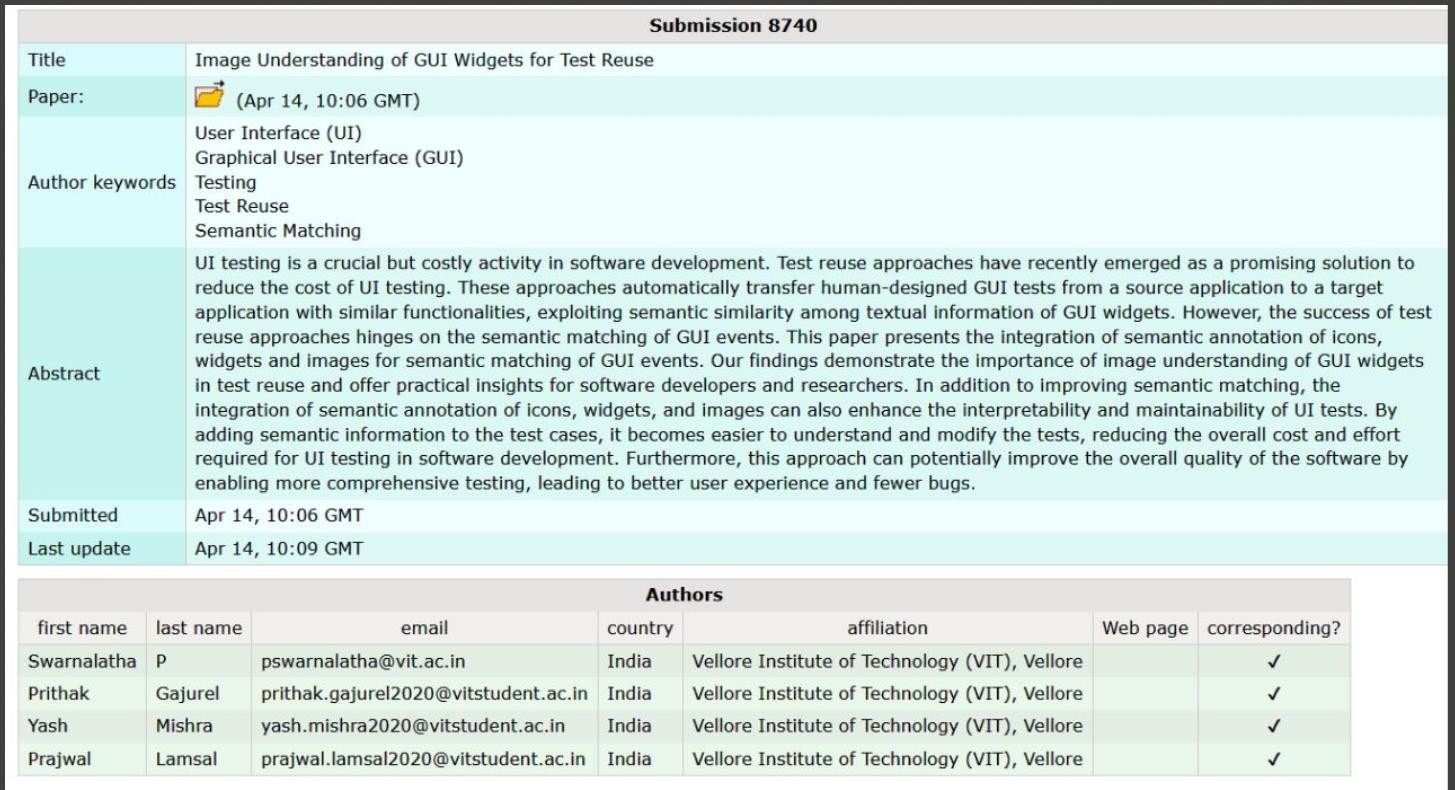 Submission 8740
Title Image Understanding of GUI Widgets for Test Reuse
Paper: (Apr 14, 10:06 GMT)
Author keywords
User Interface (UI)
Graphical User Interface (GUI)
Testing
Test Reuse
Semantic Matching
Abstract
UI testing is a crucial but costly activity in software development. Test reuse approaches have recently emerged as a promising solution to
reduce the cost of UI testing. These approaches automatically transfer human-designed GUI tests from a source application to a target
application with similar functionalities, exploiting semantic similarity among textual information of GUI widgets. However, the success of test
reuse approaches hinges on the semantic matching of GUI events. This paper presents the integration of semantic annotation of icons,
widgets and images for semantic matching of GUI events. Our findings demonstrate the importance of image understanding of GUI widgets
in test reuse and offer practical insights for software developers and researchers. In addition to improving semantic matching, the
integration of semantic annotation of icons, widgets, and images can also enhance the interpretability and maintainability of UI tests. By
adding semantic information to the test cases, it becomes easier to understand and modify the tests, reducing the overall cost and effort
required for UI testing in software development. Furthermore, this approach can potentially improve the overall quality of the software by
enabling more comprehensive testing, leading to better user experience and fewer bugs.
Submitted Apr 14, 10:06 GMT
Last update Apr 14, 10:09 GMT
Authors
first name last name email country affiliation Web page corresponding?
Swarnalatha P pswarnalatha@vit.ac.in India Vellore Institute of Technology (VIT), Vellore ✓
Prithak Gajurel prithak.gajurel2020@vitstudent.ac.in India Vellore Institute of Technology (VIT), Vellore ✓
Yash Mishra yash.mishra2020@vitstudent.ac.in India Vellore Institute of Technology (VIT), Vellore ✓
Prajwal Lamsal prajwal.lamsal2020@vitstudent.ac.in India Vellore Institute of Technology (VIT), Vellore ✓